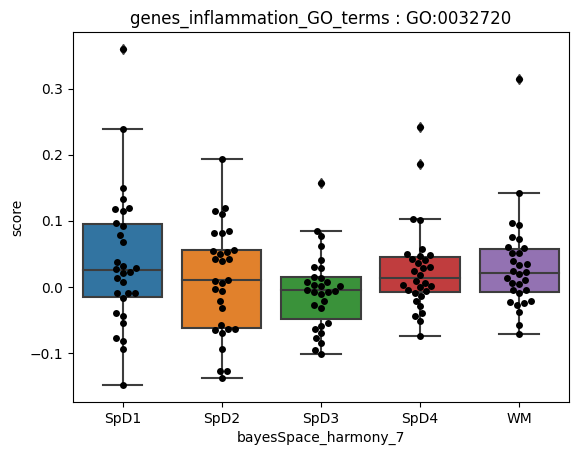 genes_inflammation_GO_terms : GO:0032720
0.3
0.2
0.1
0.0
−0.1
score
SpD1 SpD2 SpD3 SpD4 WM
bayesSpace_harmony_7